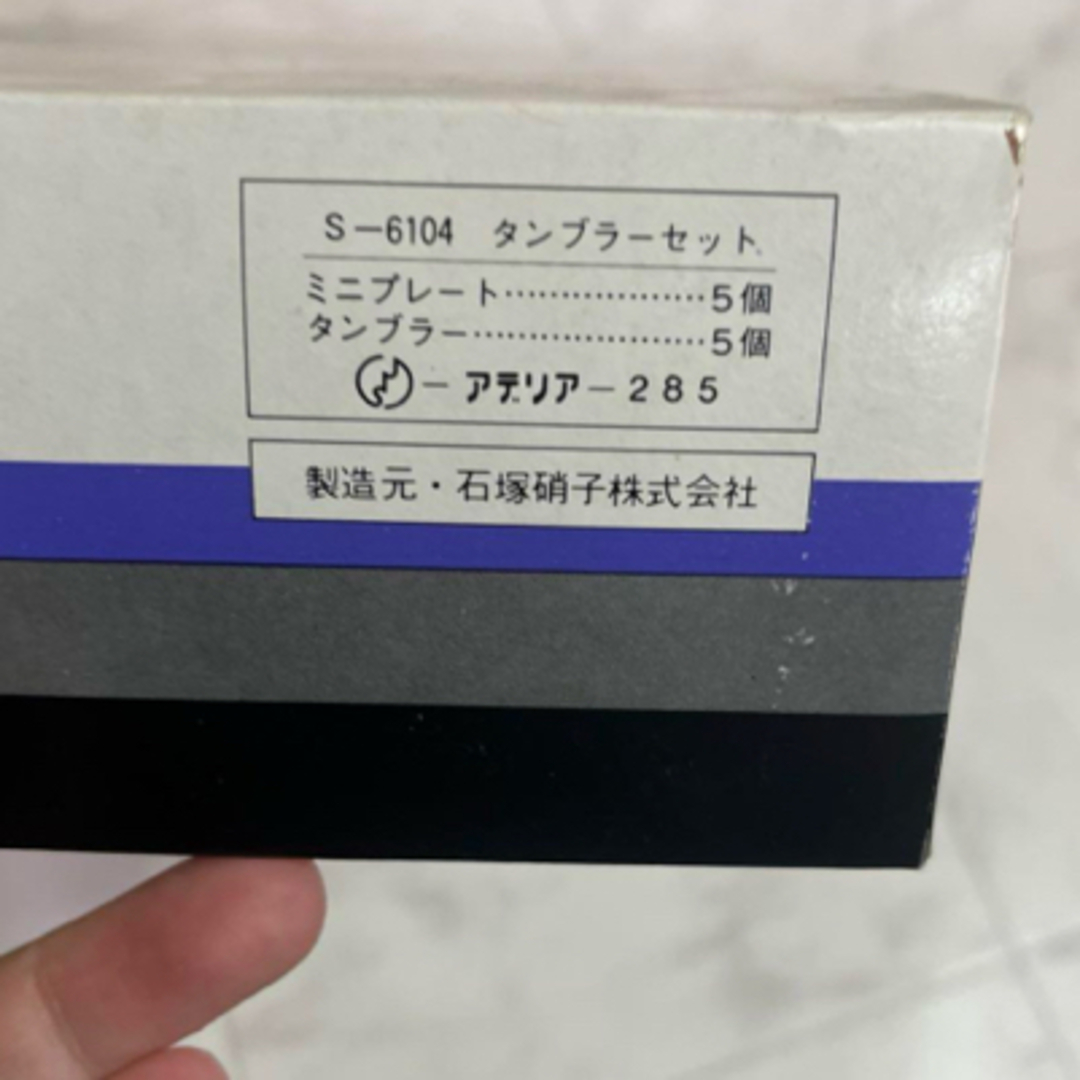 S－6104 タンブラーセット
ミニプレート………………5個
タンブラー…………………5個
－アデリア－285
製造元・石塚硝子株式会社